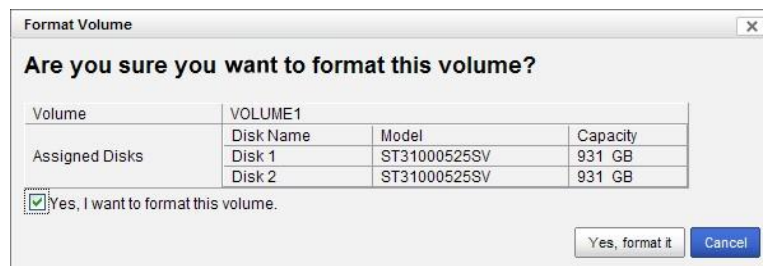 Format Volume
Are you sure you want to format this volume?
Volume VOLUME1
Disk Name Model Capacity
Assigned Disks Disk 1 ST31000525SV 931 GB
Disk 2 ST31000525SV 931 GB
Yes, I want to format this volume.
Yes, format it Cancel